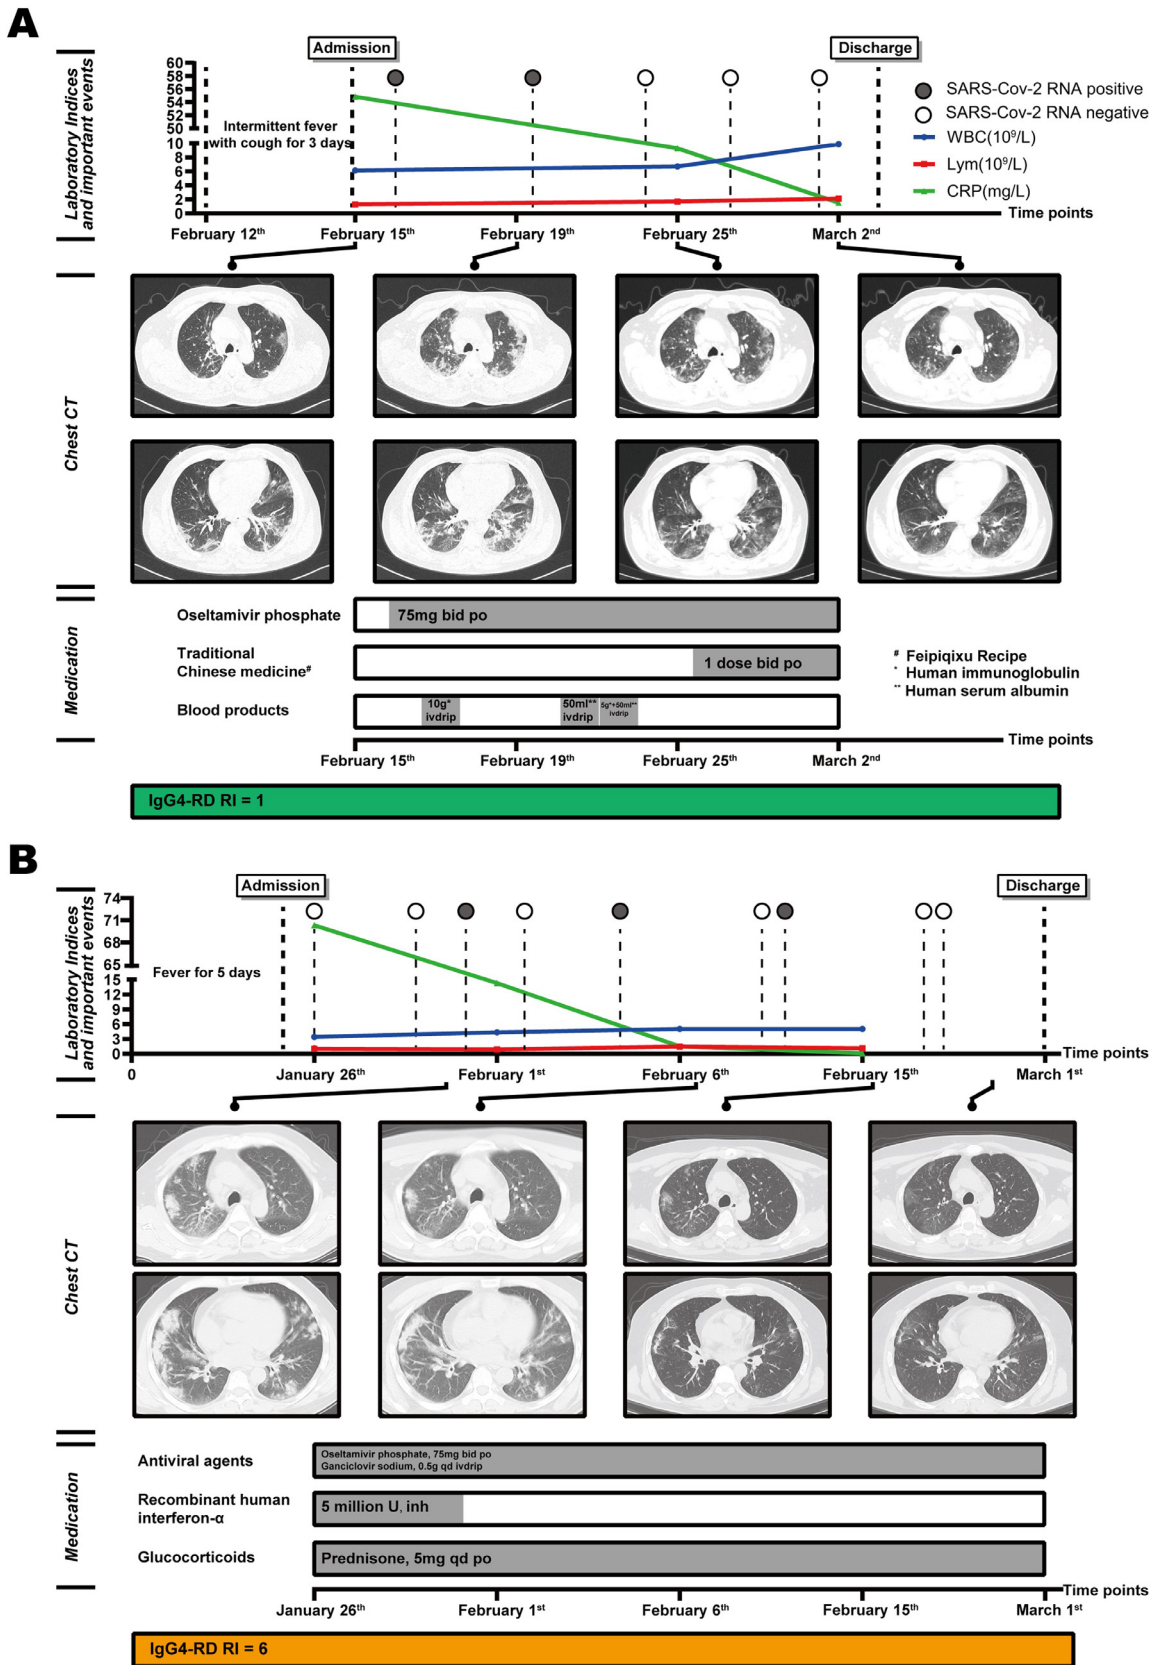 A
Admission
Discharge
Laboratory Indices
and important events
60
58
56
54
52
50
10
8
6
4
2
0
Intermittent fever
with cough for 3 days
SARS-Cov-2 RNA positive
SARS-Cov-2 RNA negative
WBC(10⁹/L)
Lym(10⁹/L)
CRP(mg/L)
Time points
February 12th
February 15th
February 19th
February 25th
March 2nd
Chest CT
Medication
Oseltamivir phosphate
75mg bid po
Traditional
Chinese medicine#
1 dose bid po
Blood products
10g*
ivdrip
50ml**
ivdrip
5g*+50ml**
ivdrip
# Feipiqixu Recipe
* Human immunoglobulin
** Human serum albumin
Time points
February 15th
February 19th
February 25th
March 2nd
IgG4-RD RI = 1
B
Admission
Discharge
Laboratory Indices
and important events
74
71
68
65
15
12
9
6
3
0
Fever for 5 days
Time points
0
January 26th
February 1st
February 6th
February 15th
March 1st
Chest CT
Medication
Antiviral agents
Oseltamivir phosphate, 75mg bid po
Ganciclovir sodium, 0.5g qd ivdrip
Recombinant human
interferon-α
5 million U, inh
Glucocorticoids
Prednisone, 5mg qd po
Time points
January 26th
February 1st
February 6th
February 15th
March 1st
IgG4-RD RI = 6